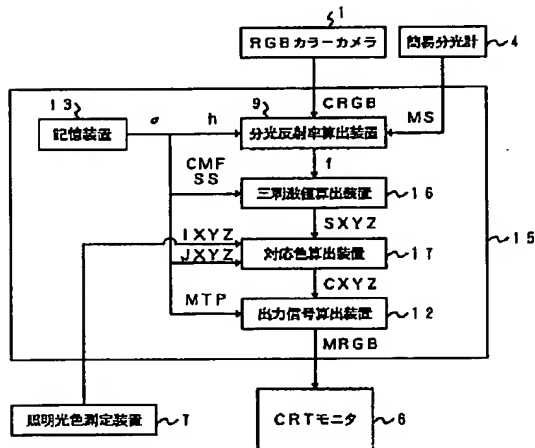 1
RGBカラーカメラ
簡易分光計
4
13
9
CRGB
MS
記憶装置
σ
h
分光反射率算出装置
f
CMF
SS
三刺激値算出装置
16
SXYZ
IXYZ
JXYZ
対応色算出装置
17
15
CXYZ
MTP
出力信号算出装置
12
MRGB
照明光色測定装置
7
CRTモニタ
6